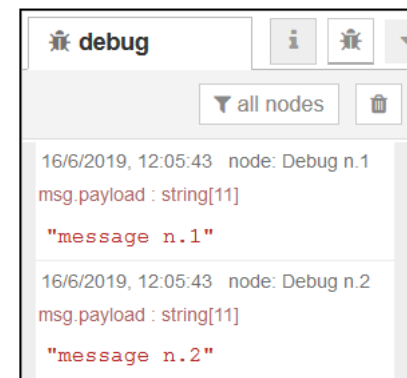 debug
i
all nodes
16/6/2019, 12:05:43 node: Debug n.1
msg.payload : string[11]
"message n.1"
16/6/2019, 12:05:43 node: Debug n.2
msg.payload : string[11]
"message n.2"